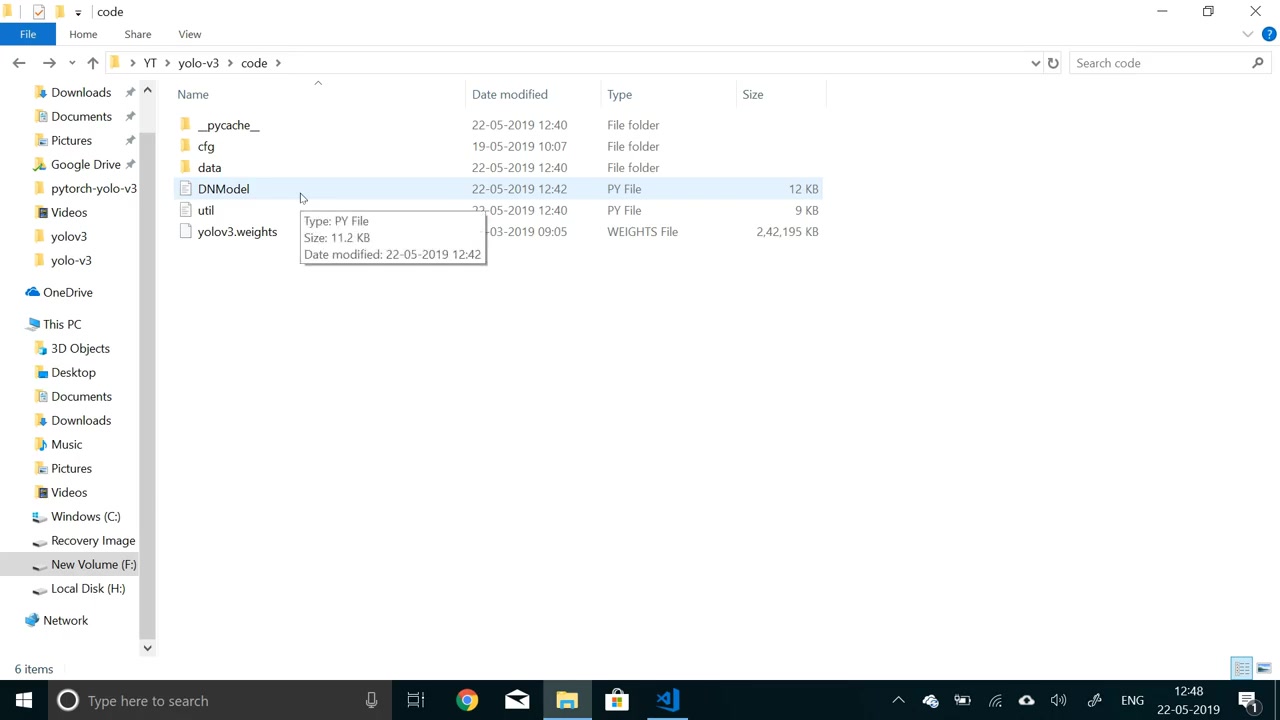 code
File Home Share View
YT yolo-v3 code
Search code
Name Date modified Type Size
__pycache__ 22-05-2019 12:40 File folder
cfg 19-05-2019 10:07 File folder
data 22-05-2019 12:40 File folder
DNModel 22-05-2019 12:42 PY File 12 KB
util 22-05-2019 12:40 PY File 9 KB
yolov3.weights -03-2019 09:05 WEIGHTS File 2,42,195 KB
Type: PY File
Size: 11.2 KB
Date modified: 22-05-2019 12:42
Downloads
Documents
Pictures
Google Drive
pytorch-yolo-v3
Videos
yolov3
yolo-v3
OneDrive
This PC
3D Objects
Desktop
Documents
Downloads
Music
Pictures
Videos
Windows (C:)
Recovery Image
New Volume (F:)
Local Disk (H:)
Network
6 items
Type here to search
ENG
12:48
22-05-2019
1